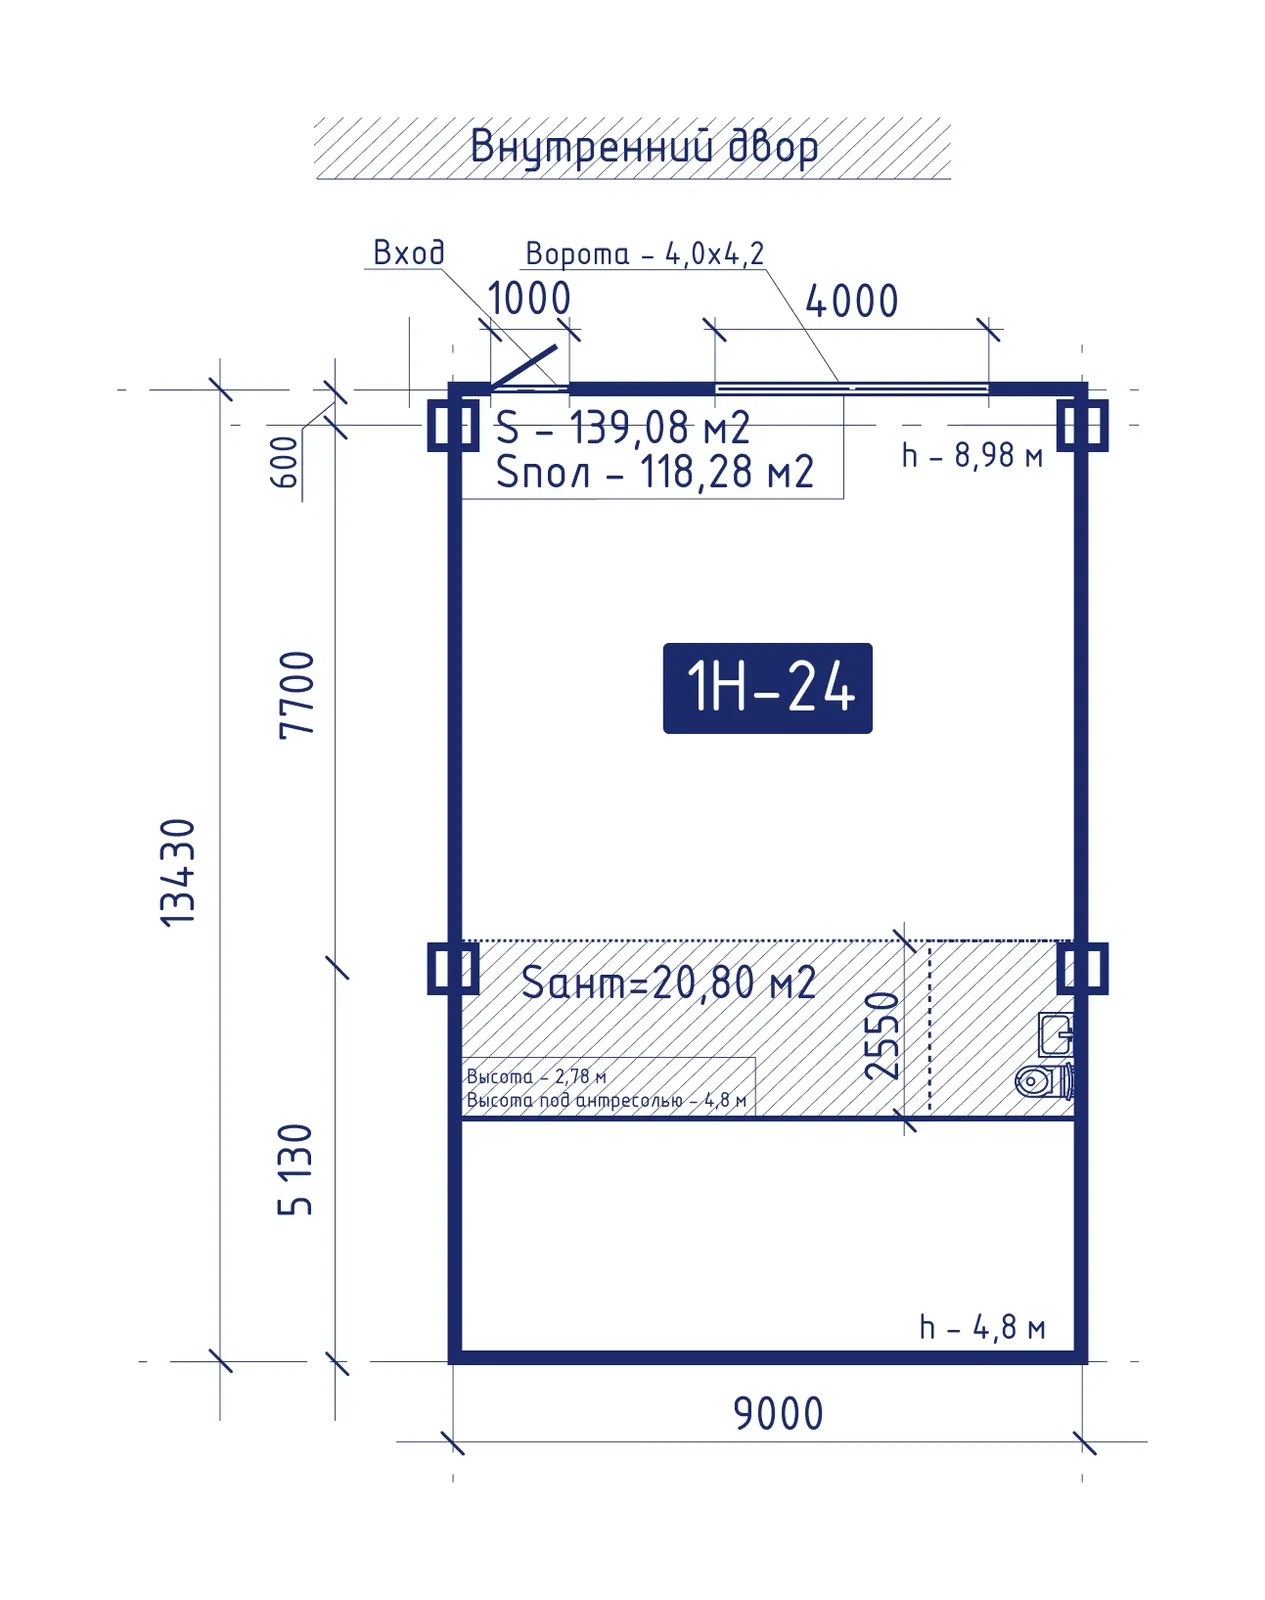 Внутренний двор
Вход
Ворота - 4,0х4,2
1000
4000
S - 139,08 м2
Sпол - 118,28 м2
h - 8,98 м
600
7700
1Н-24
13430
Sант=20,80 м2
2550
Высота - 2,78 м
Высота под антресолью - 4,8 м
5 130
h - 4,8 м
9000